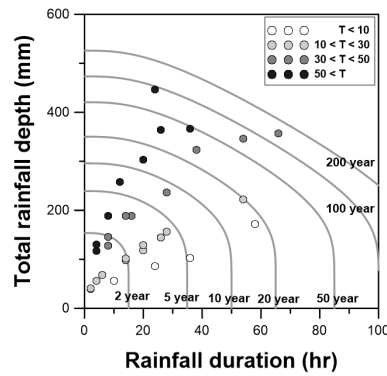 T < 10
10 < T < 30
30 < T < 50
50 < T
Total rainfall depth (mm)
600
400
200
0
200 year
100 year
2 year 5 year 10 year 20 year 50 year
0 20 40 60 80 100
Rainfall duration (hr)